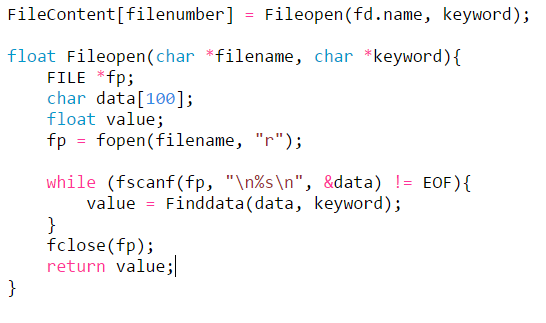 FileContent[filenumber] = Fileopen(fd.name, keyword);
float Fileopen(char *filename, char *keyword){
FILE *fp;
char data[100];
float value;
fp = fopen(filename, "r");
while (fscanf(fp, "\n%s\n", &data) != EOF){
value = Finddata(data, keyword);
}
fclose(fp);
return value;
}